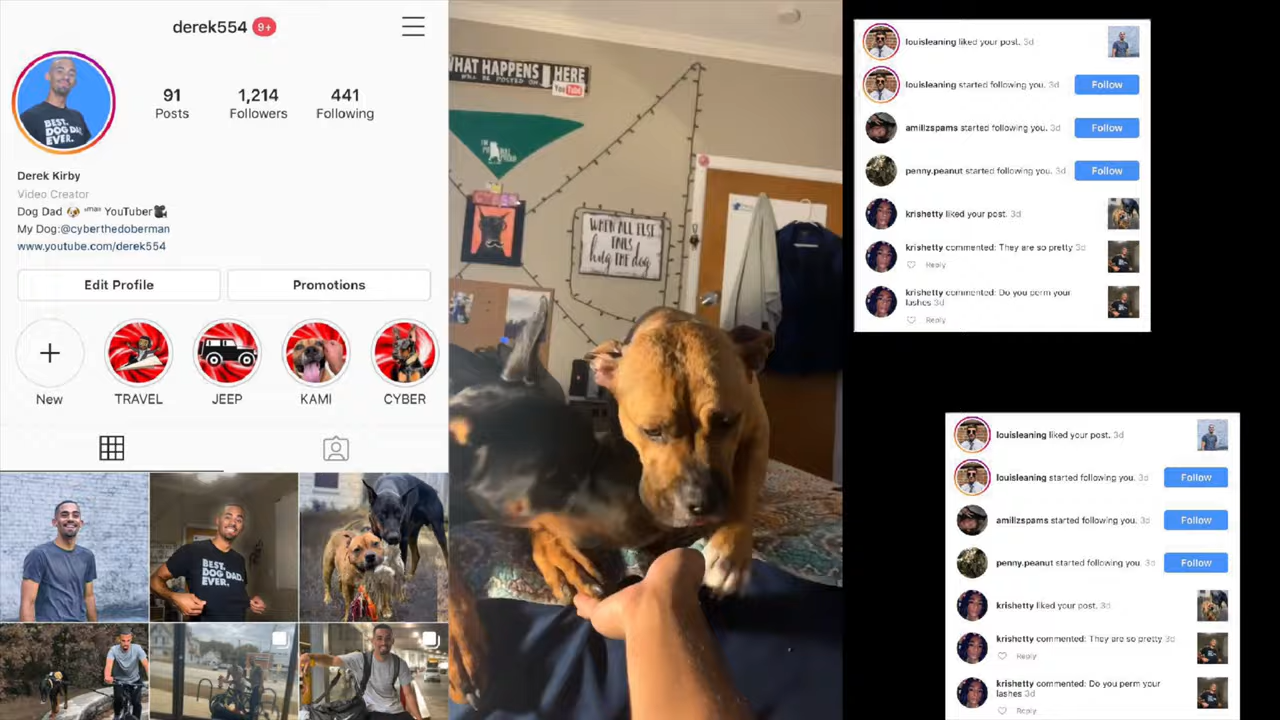 derek554 9+
91
Posts
1,214
Followers
441
Following
Derek Kirby
Video Creator
Dog Dad YouTuber
My Dog:@cyberthedoberman
www.youtube.com/derek554
Edit Profile
Promotions
New
TRAVEL
JEEP
KAMI
CYBER
BEST.
DOG DAD.
EVER.
WHAT HAPPENS HERE
YouTube
WHEN ALL ELSE
FAILS
hug THE dog
louisleaning liked your post. 3d
louisleaning started following you. 3d
Follow
amilizspams started following you. 3d
Follow
penny.peanut started following you. 3d
Follow
krishetty liked your post. 3d
krishetty commented: They are so pretty 3d
Reply
krishetty commented: Do you perm your
lashes 3d
Reply
louisleaning liked your post. 3d
louisleaning started following you. 3d
Follow
amilizspams started following you. 3d
Follow
penny.peanut started following you. 3d
Follow
krishetty liked your post. 3d
krishetty commented: They are so pretty 3d
Reply
krishetty commented: Do you perm your
lashes 3d
Reply